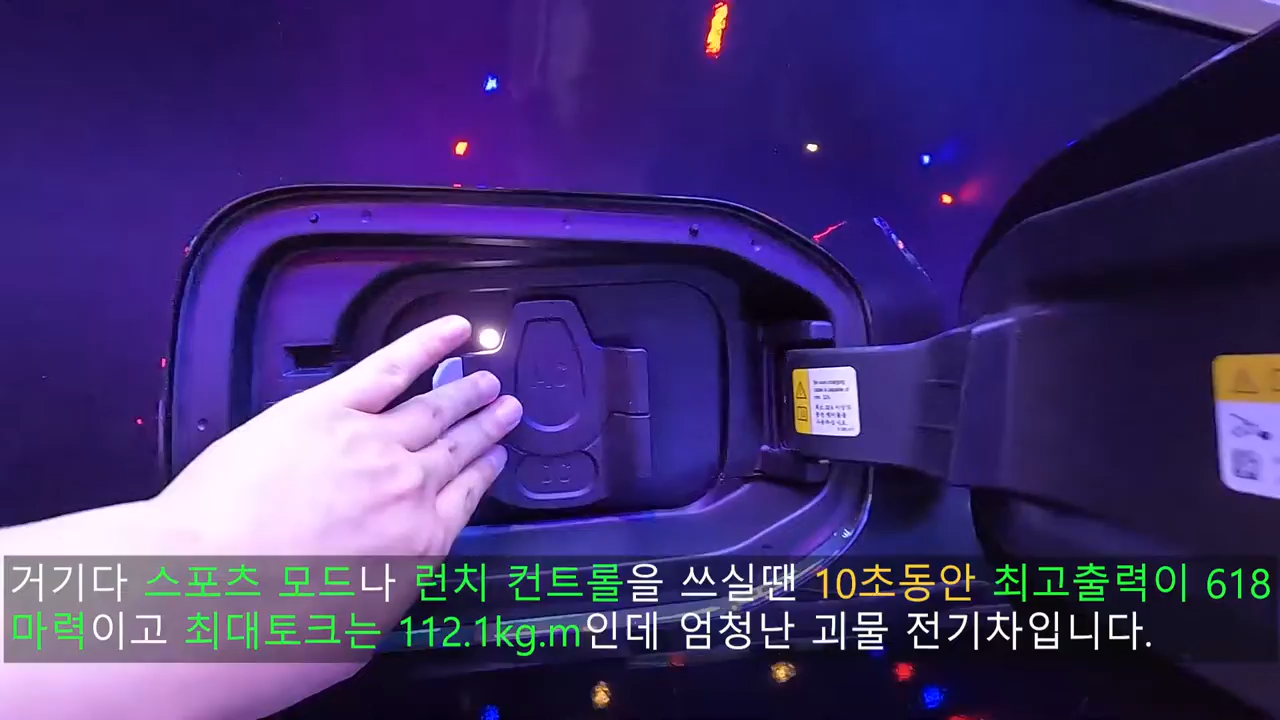 AC
거기다 스포츠 모드나 런치 컨트롤을 쓰실땐 10초동안 최고출력이 618
마력이고 최대토크는 112.1kg.m인데 엄청난 괴물 전기차입니다.